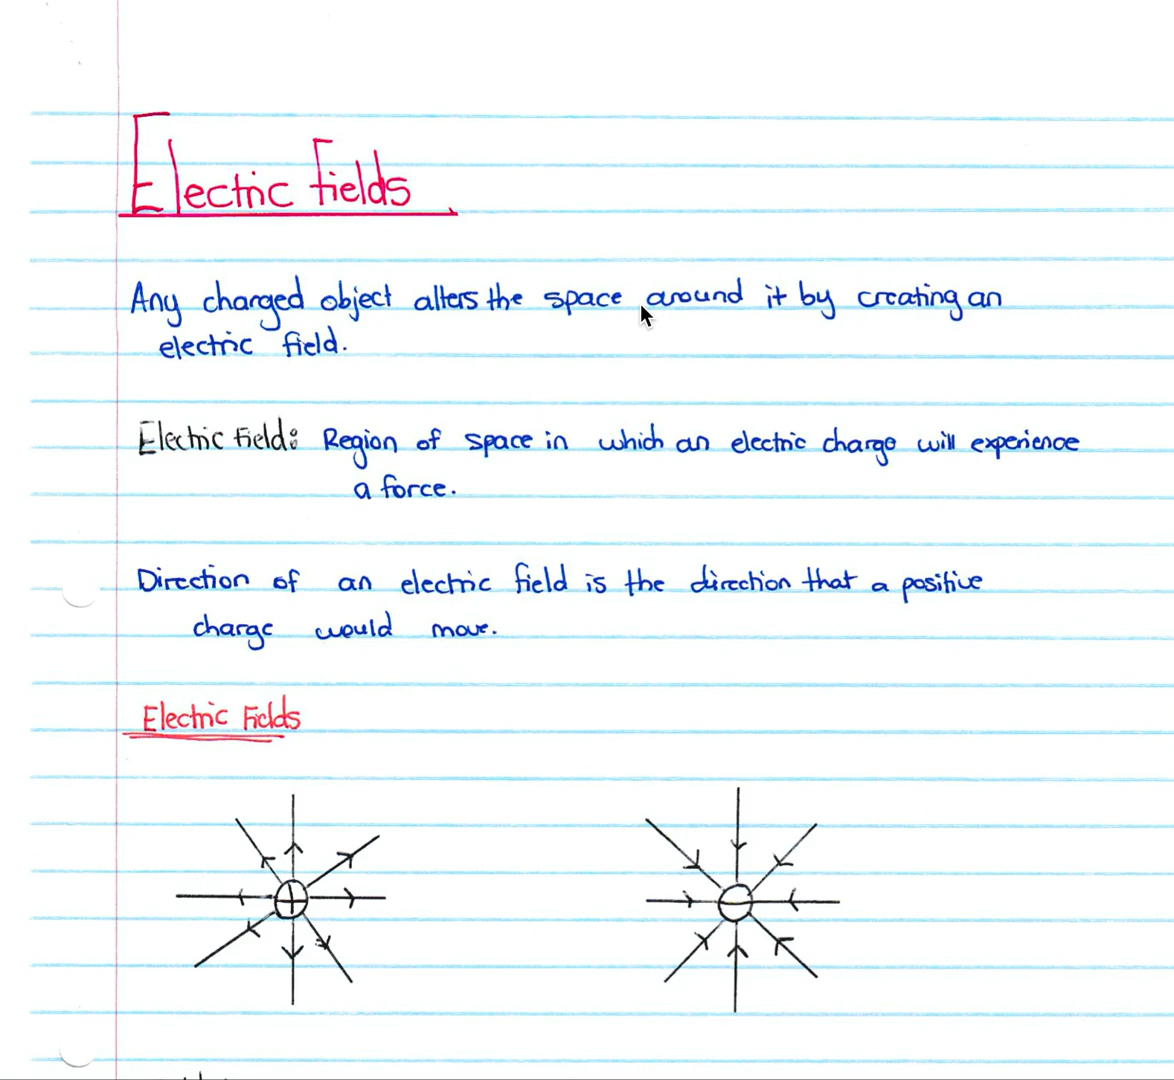 Electric Fields
Any charged object alters the space around it by creating an
electric field.
Electric Field: Region of space in which an electric charge will experience
a force.
Direction of an electric field is the direction that a positive
charge would move.
Electric Fields
+
−